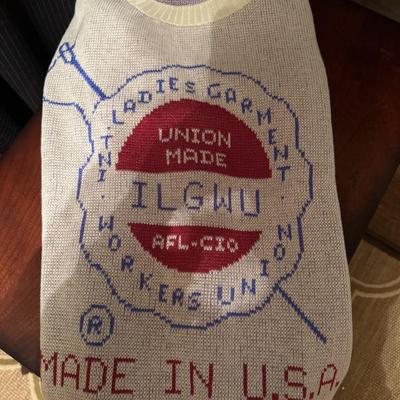 INT'L LADIES GARMENT
UNION
MADE
ILGWU
AFL-CIO
WORKERS UNION
®
MADE IN U.S.A.